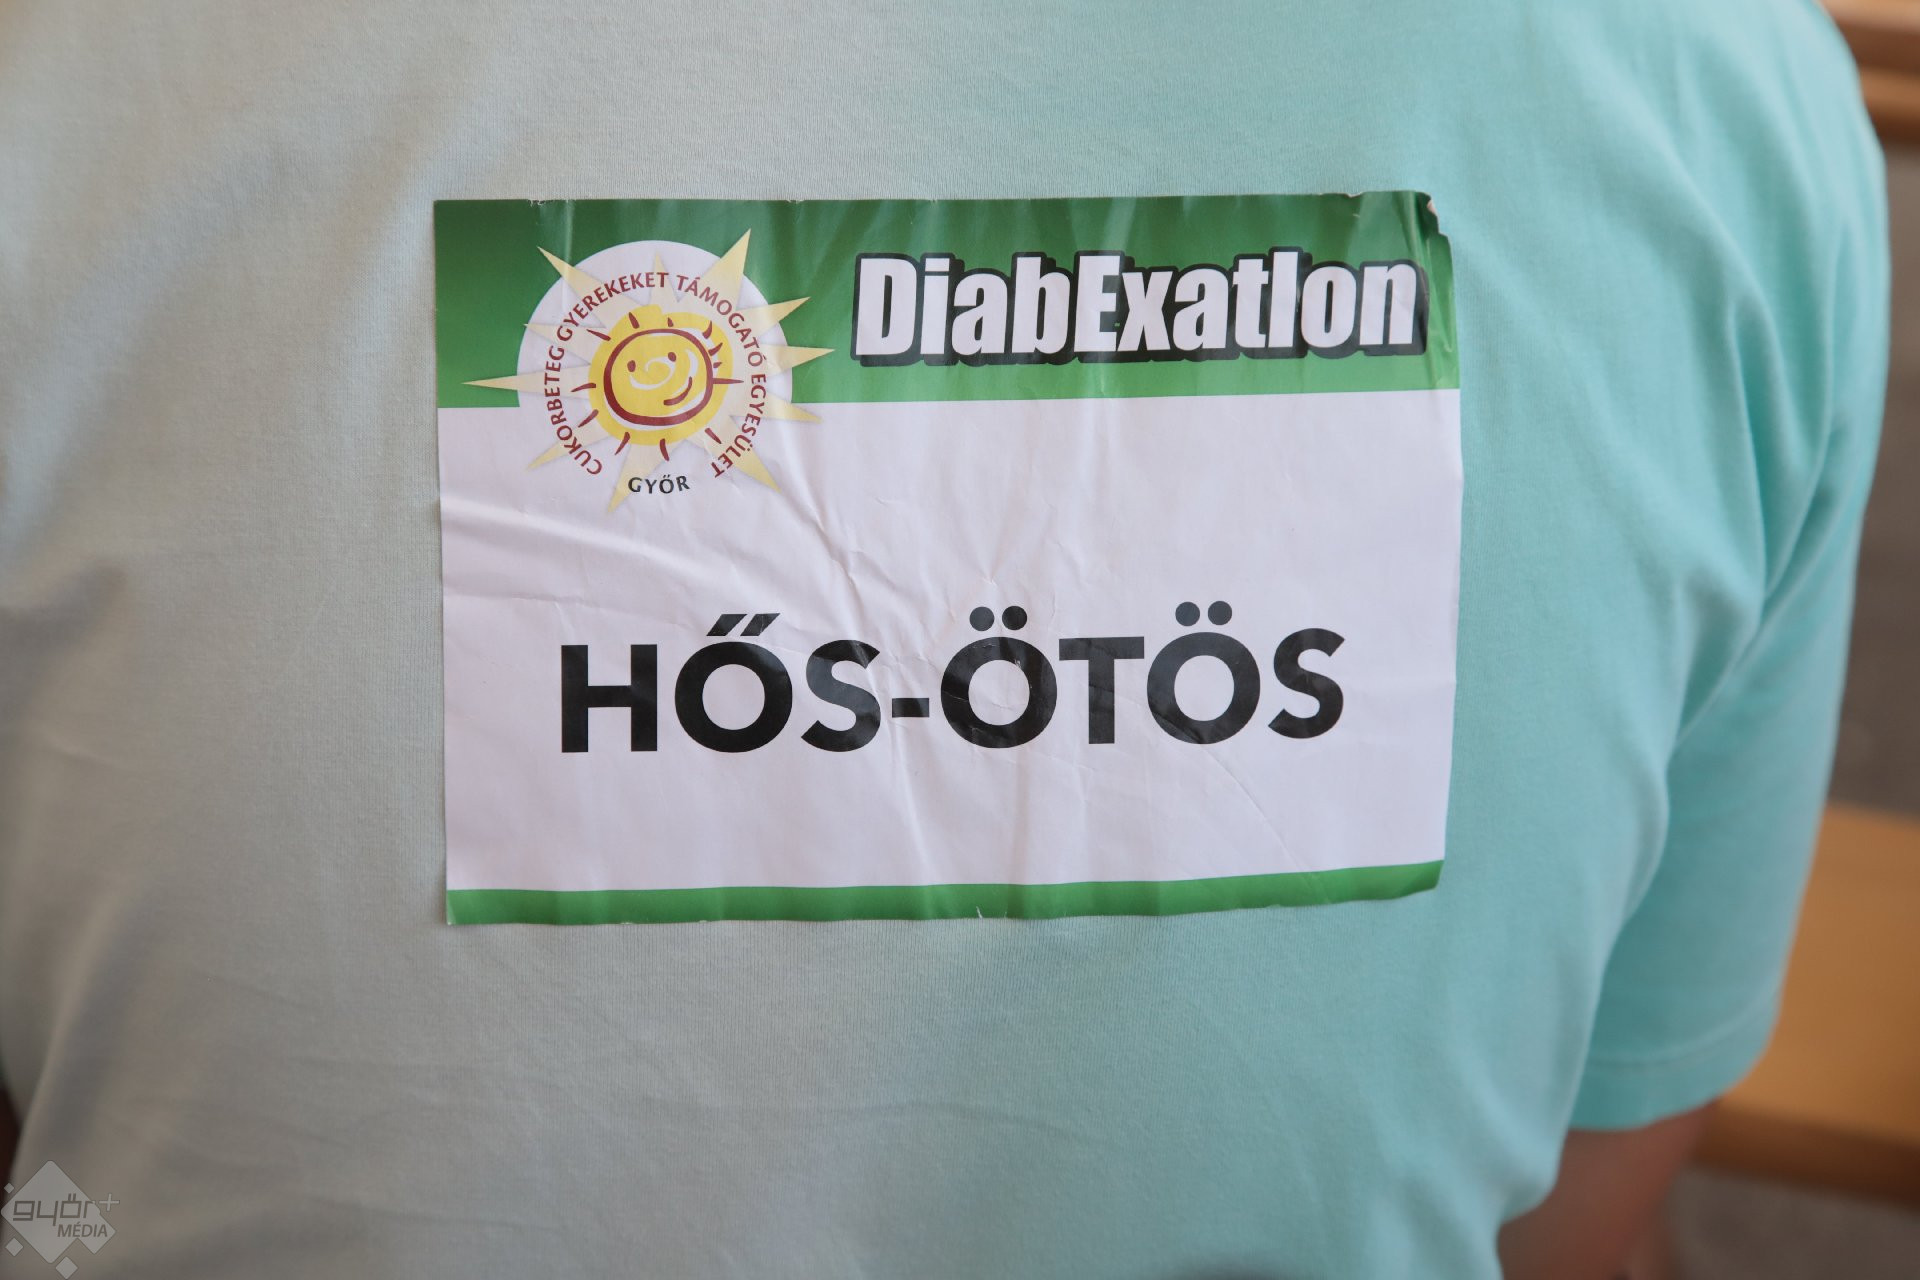 CUKORBETEG GYEREKEKET TÁMOGATÓ EGYESÜLET
GYŐR
DiabExatlon
HŐS-ÖTÖS
győr+
MÉDIA